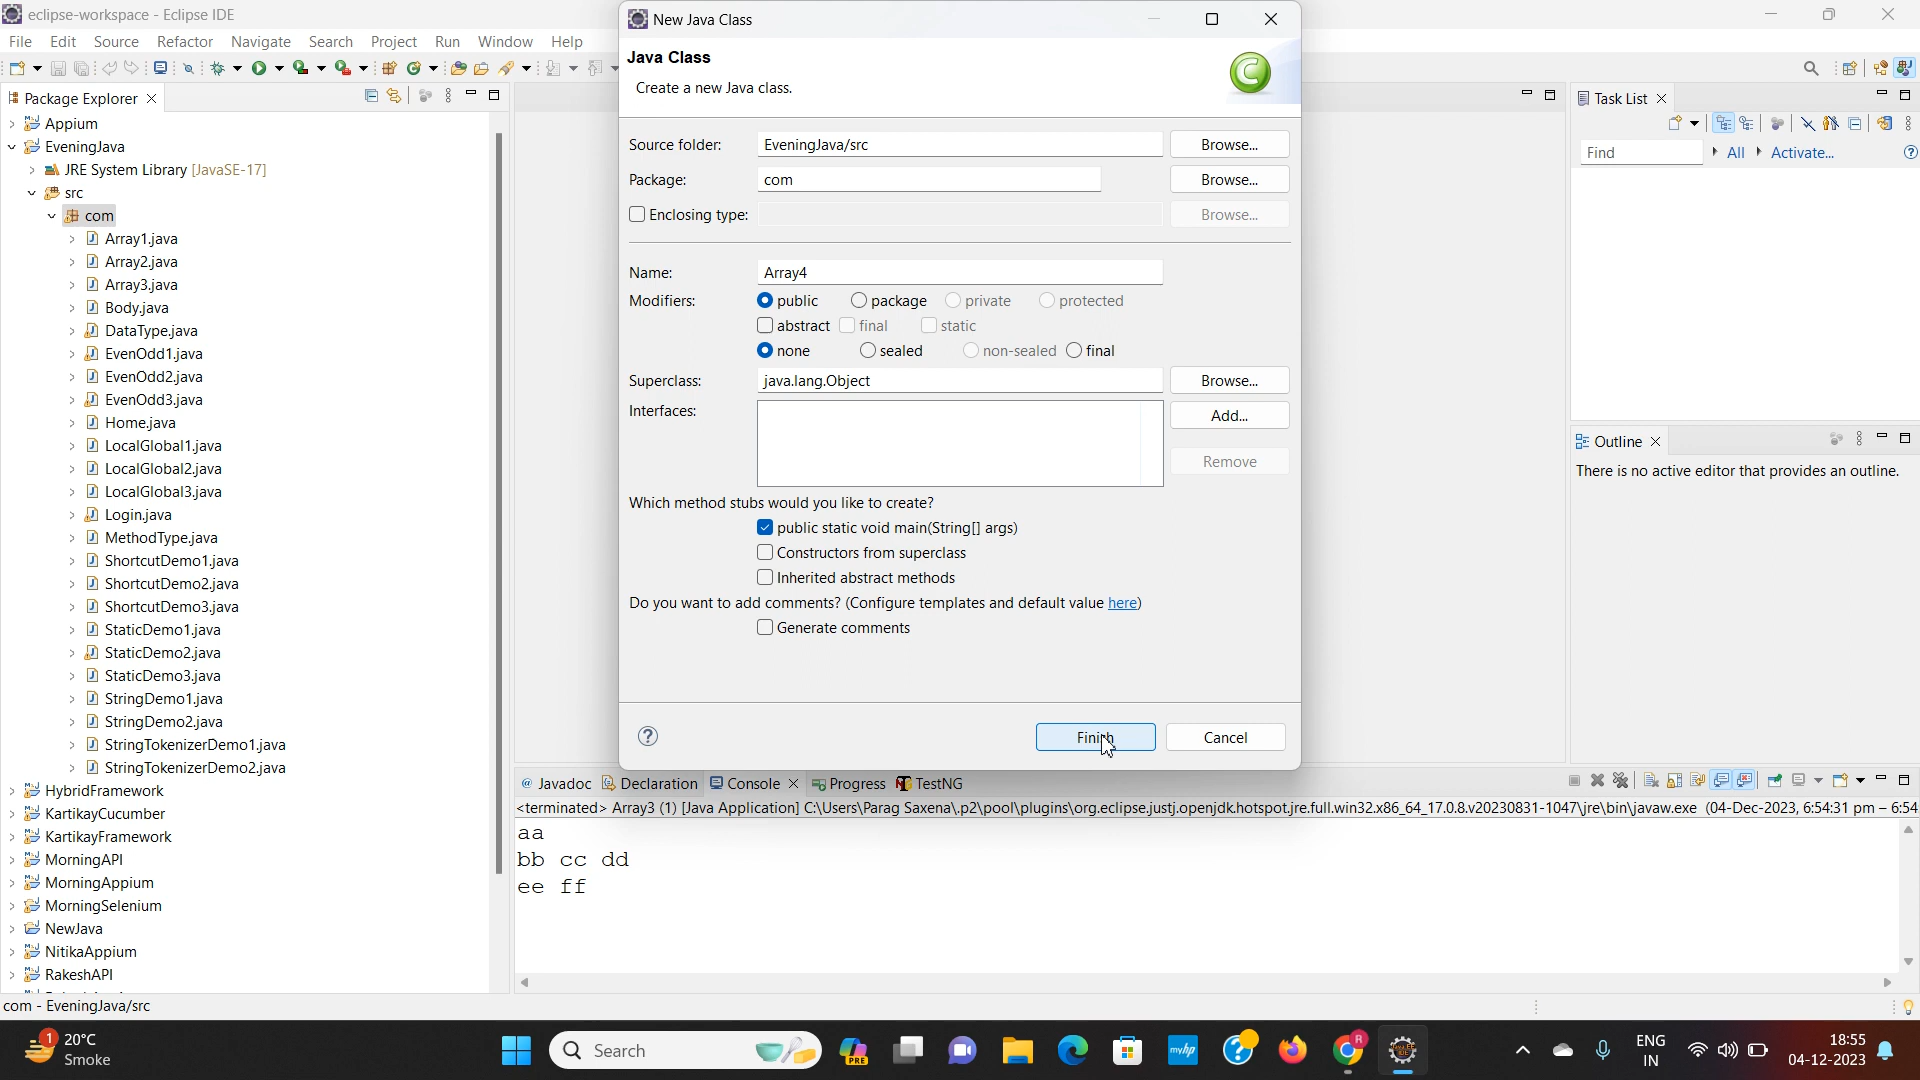 eclipse-workspace - Eclipse IDE
File Edit Source Refactor Navigate Search Project Run Window Help
Package Explorer
Appium
EveningJava
JRE System Library [JavaSE-17]
src
com
Array1.java
Array2.java
Array3.java
Body.java
DataType.java
EvenOdd1.java
EvenOdd2.java
EvenOdd3.java
Home.java
LocalGlobal1.java
LocalGlobal2.java
LocalGlobal3.java
Login.java
MethodType.java
ShortcutDemo1.java
ShortcutDemo2.java
ShortcutDemo3.java
StaticDemo1.java
StaticDemo2.java
StaticDemo3.java
StringDemo1.java
StringDemo2.java
StringTokenizerDemo1.java
StringTokenizerDemo2.java
HybridFramework
KartikayCucumber
KartikayFramework
MorningAPI
MorningAppium
MorningSelenium
NewJava
NitikaAppium
RakeshAPI
com - EveningJava/src
New Java Class
Java Class
Create a new Java class.
Source folder: EveningJava/src Browse...
Package: com Browse...
Enclosing type: Browse...
Name: Array4
Modifiers: public package private protected
abstract final static
none sealed non-sealed final
Superclass: java.lang.Object Browse...
Interfaces: Add...
Remove
Which method stubs would you like to create?
public static void main(String[] args)
Constructors from superclass
Inherited abstract methods
Do you want to add comments? (Configure templates and default value here)
Generate comments
Finish Cancel
Task List
Find All Activate...
Outline
There is no active editor that provides an outline.
@ Javadoc Declaration Console Progress TestNG
<terminated> Array3 (1) [Java Application] C:\Users\Parag Saxena\.p2\pool\plugins\org.eclipse.justj.openjdk.hotspot.jre.full.win32.x86_64_17.0.8.v20230831-1047\jre\bin\javaw.exe (04-Dec-2023, 6:54:31 pm – 6:54
aa
bb cc dd
ee ff
1
20°C
Smoke
Search
PRE
myhp
R
ENG
IN
18:55
04-12-2023